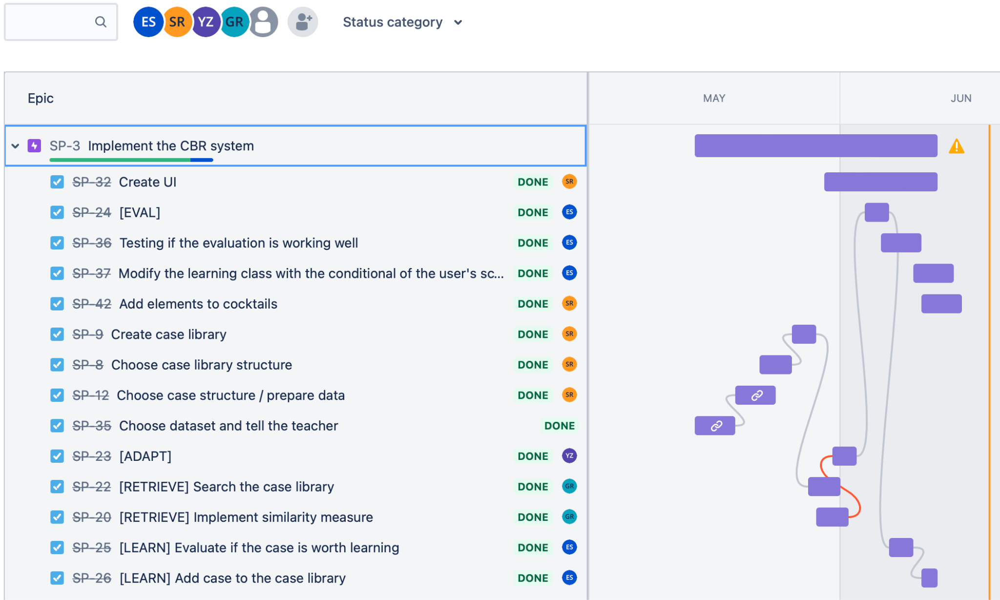 ES SR YZ GR Status category
Epic MAY JUN
SP-3 Implement the CBR system
SP-32 Create UI DONE SR
SP-24 [EVAL] DONE ES
SP-36 Testing if the evaluation is working well DONE ES
SP-37 Modify the learning class with the conditional of the user's sc... DONE ES
SP-42 Add elements to cocktails DONE SR
SP-9 Create case library DONE SR
SP-8 Choose case library structure DONE SR
SP-12 Choose case structure / prepare data DONE SR
SP-35 Choose dataset and tell the teacher DONE
SP-23 [ADAPT] DONE YZ
SP-22 [RETRIEVE] Search the case library DONE GR
SP-20 [RETRIEVE] Implement similarity measure DONE GR
SP-25 [LEARN] Evaluate if the case is worth learning DONE ES
SP-26 [LEARN] Add case to the case library DONE ES